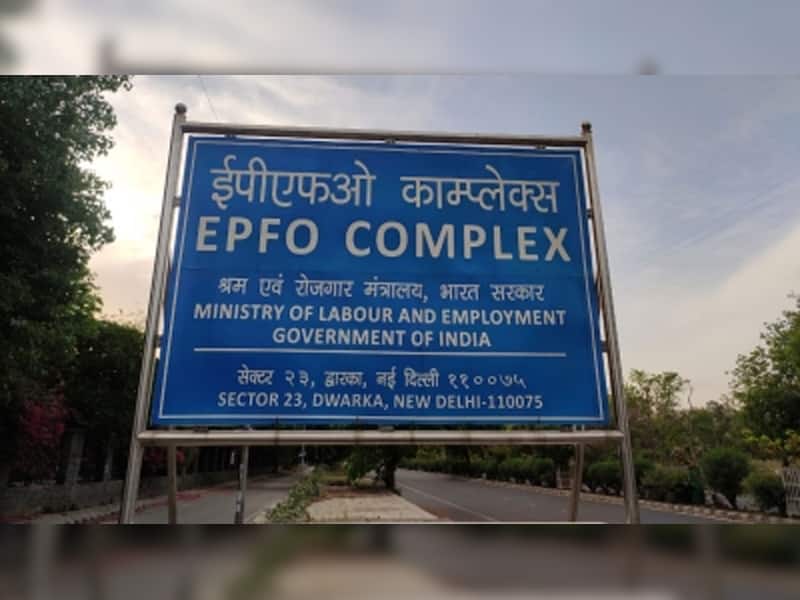 ईपीएफओ काम्प्लेक्स
EPFO COMPLEX
श्रम एवं रोजगार मंत्रालय, भारत सरकार
MINISTRY OF LABOUR AND EMPLOYMENT
GOVERNMENT OF INDIA
सेक्टर २३, द्वारका, नई दिल्ली ११००७५
SECTOR 23, DWARKA, NEW DELHI-110075